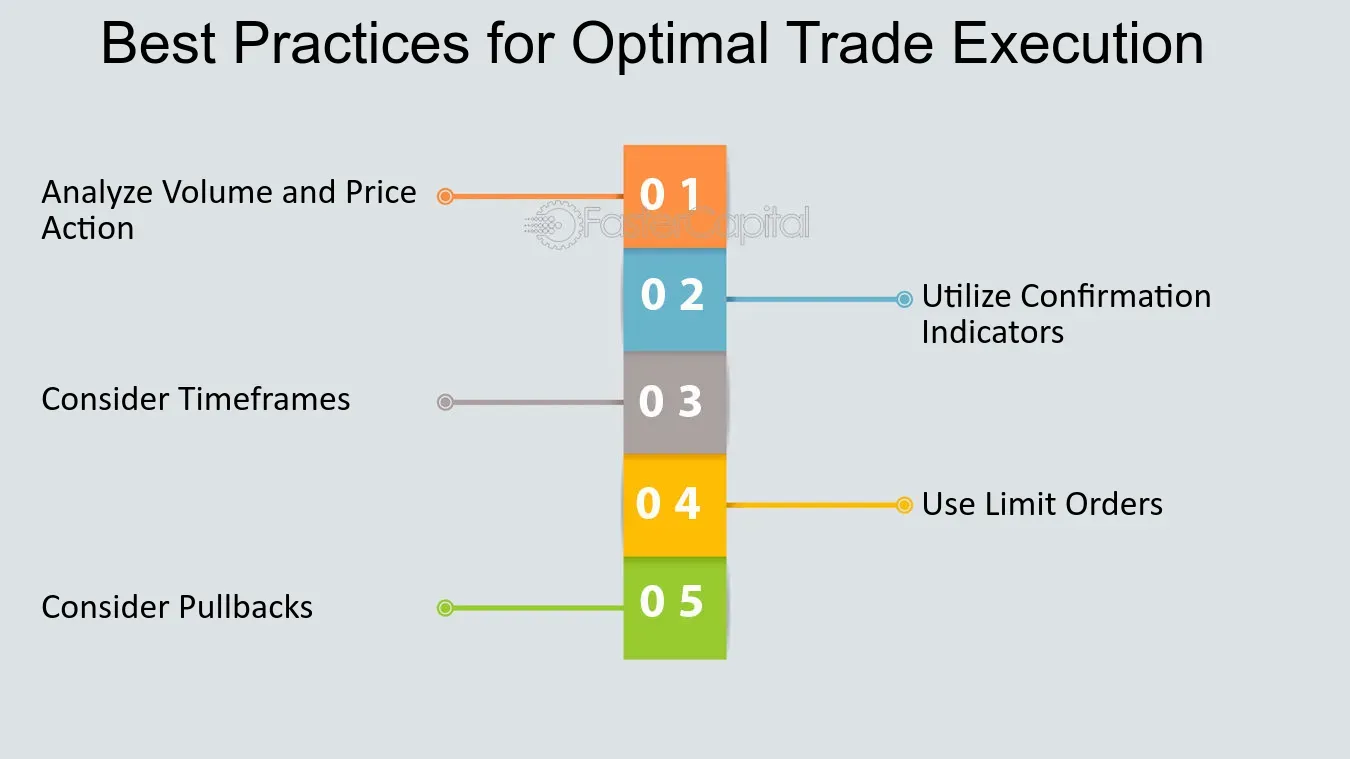 Best Practices for Optimal Trade Execution
Analyze Volume and Price
Action
0 1
FasterCapital
0 2
Utilize Confirmation
Indicators
Consider Timeframes
0 3
0 4
Use Limit Orders
Consider Pullbacks
0 5